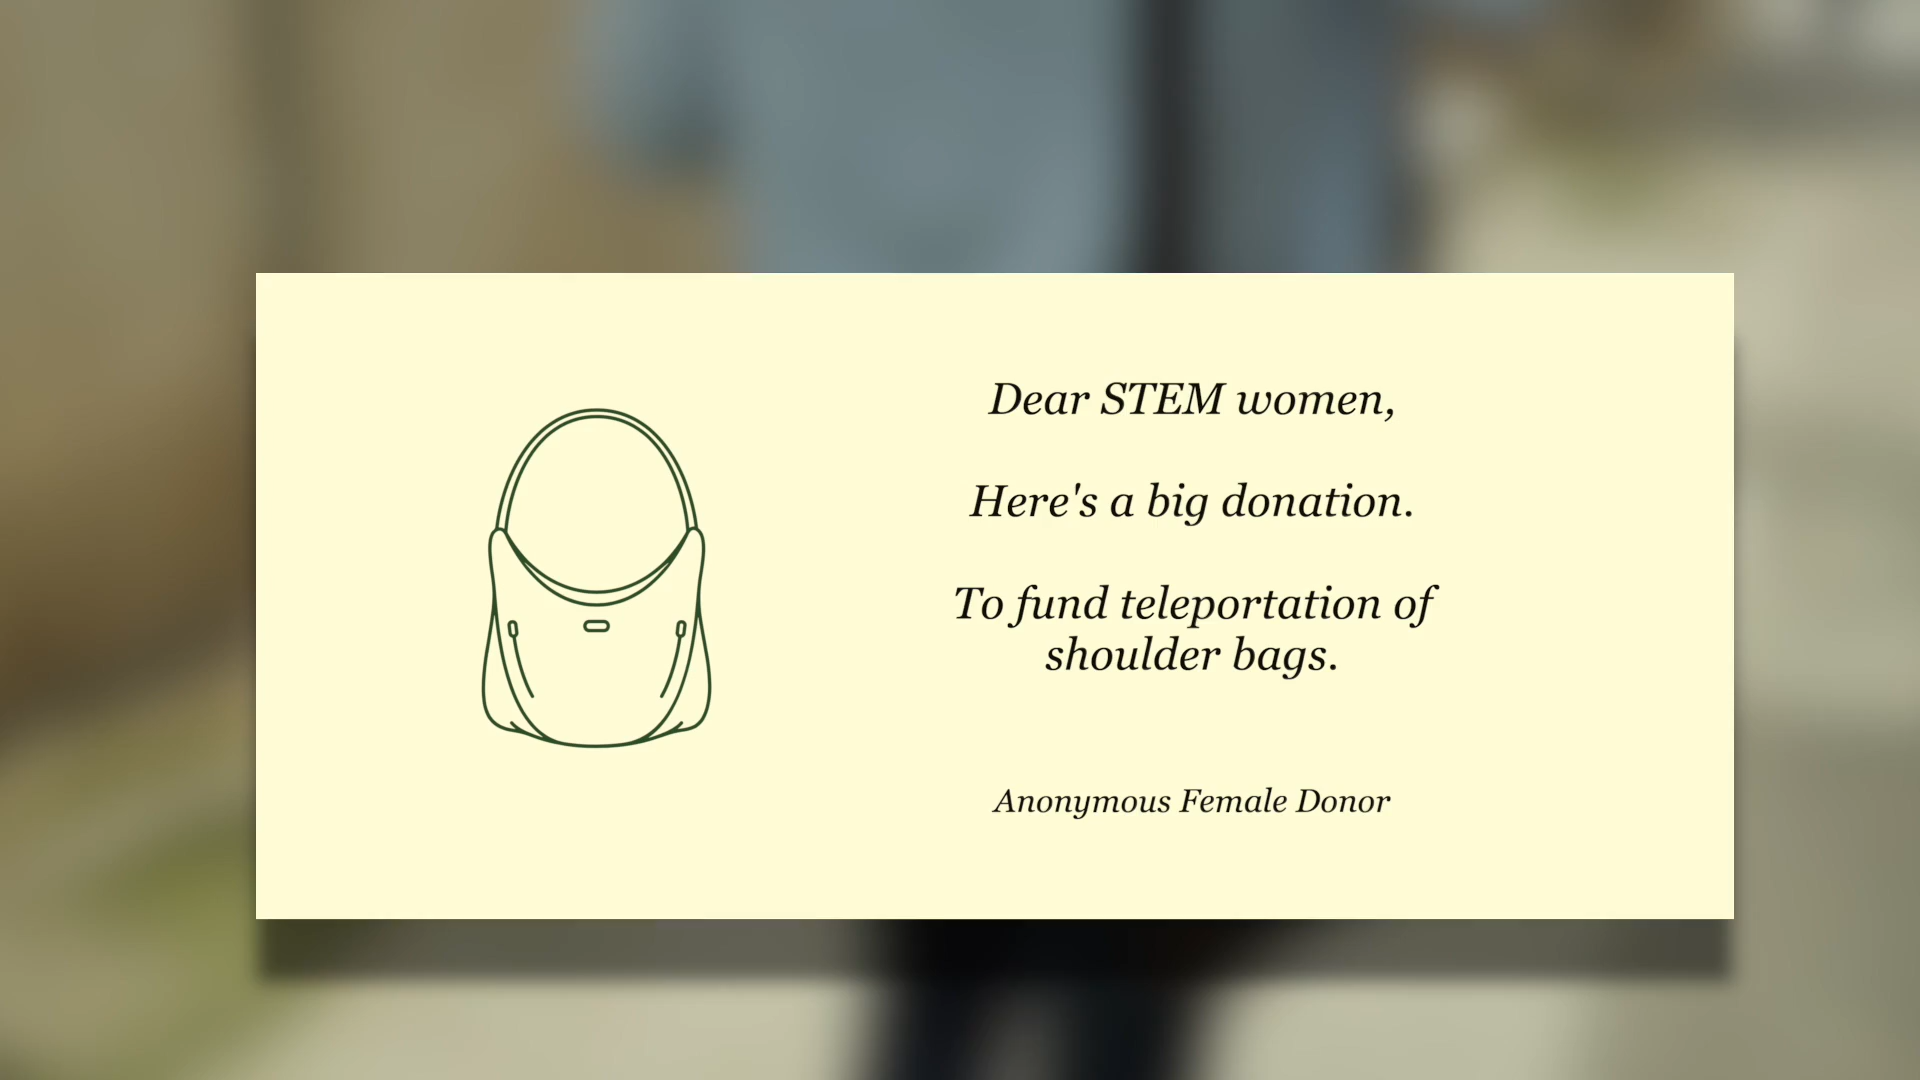 Dear STEM women,
Here's a big donation.
To fund teleportation of
shoulder bags.
Anonymous Female Donor